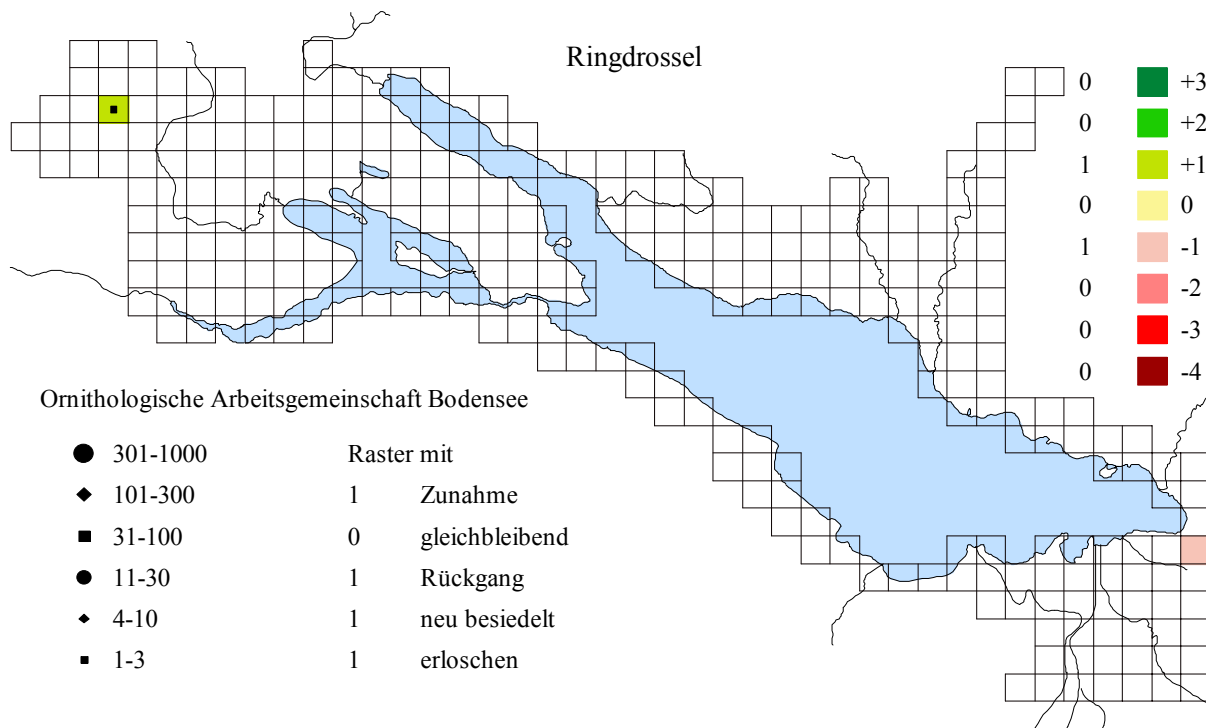 Ringdrossel
0 +3
0 +2
1 +1
0 0
1 -1
0 -2
0 -3
0 -4
Ornithologische Arbeitsgemeinschaft Bodensee
301-1000 Raster mit
101-300 1 Zunahme
31-100 0 gleichbleibend
11-30 1 Rückgang
4-10 1 neu besiedelt
1-3 1 erloschen